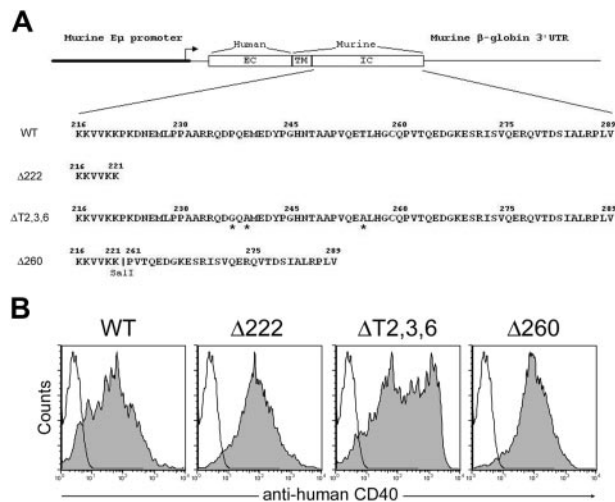 A
Murine Eμ promoter
Human
Murine
Murine β-globin 3'UTR
EC
TM
IC
216 230 245 260 275 289
WT KKVVKKPKDNEMLPPAARRQDPQEMEDYPGHNTAAPVQETLHGCQPVTQEDGKESRISVQERQVTDSIALRPLV
216 221
Δ222 KKVVKK
216 230 245 260 275 289
ΔT2,3,6 KKVVKKPKDNEMLPPAARRQDGQAMEDYPGHNTAAPVQEALHGCQPVTQEDGKESRISVQERQVTDSIALRPLV
* * *
216 221 261 275 289
Δ260 KKVVKK|PVTQEDGKESRISVQERQVTDSIALRPLV
SalI
B
WT Δ222 ΔT2,3,6 Δ260
Counts
anti-human CD40